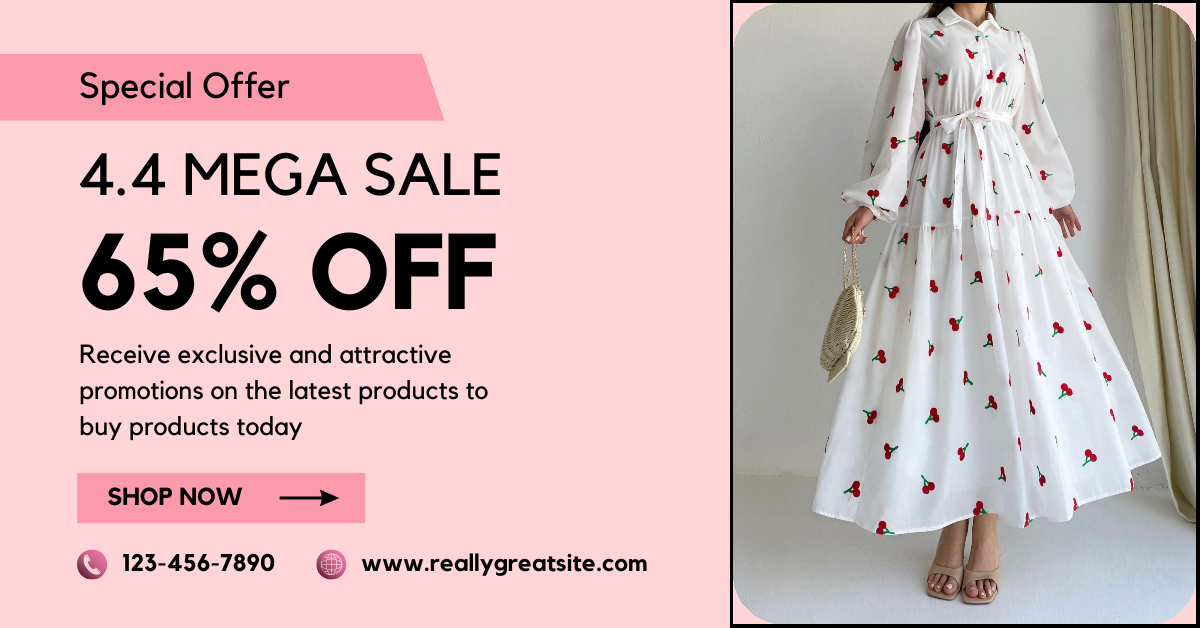 Special Offer
4.4 MEGA SALE
65% OFF
Receive exclusive and attractive
promotions on the latest products to
buy products today
SHOP NOW
123-456-7890
www.reallygreatsite.com